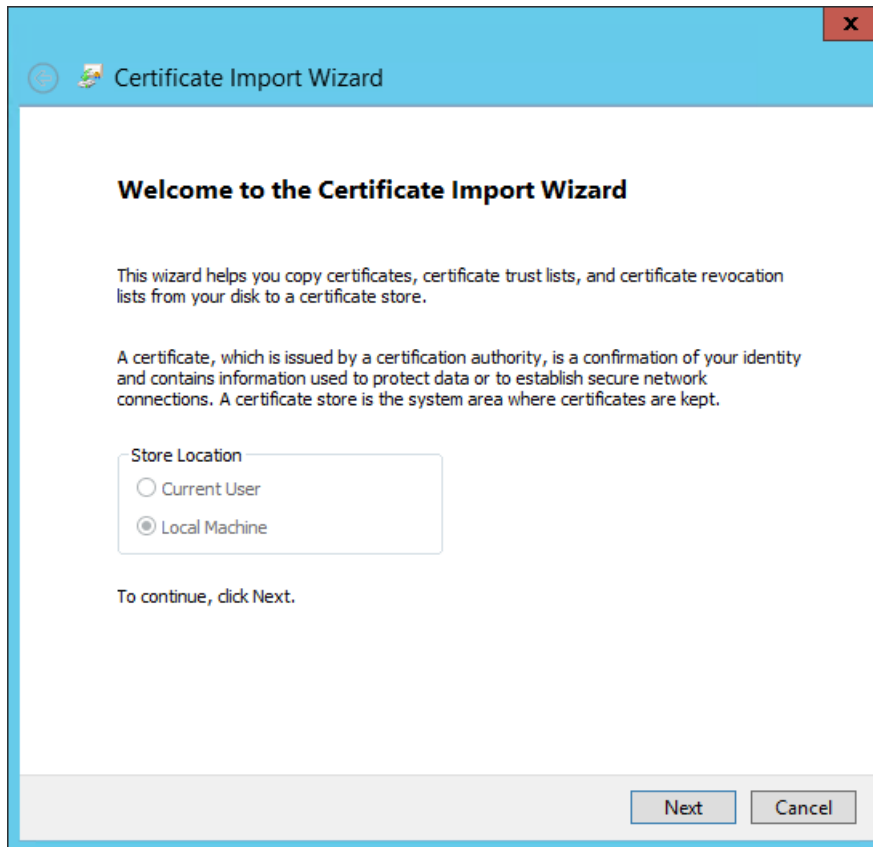 x
Certificate Import Wizard
Welcome to the Certificate Import Wizard
This wizard helps you copy certificates, certificate trust lists, and certificate revocation
lists from your disk to a certificate store.
A certificate, which is issued by a certification authority, is a confirmation of your identity
and contains information used to protect data or to establish secure network
connections. A certificate store is the system area where certificates are kept.
Store Location
Current User
Local Machine
To continue, click Next.
Next Cancel